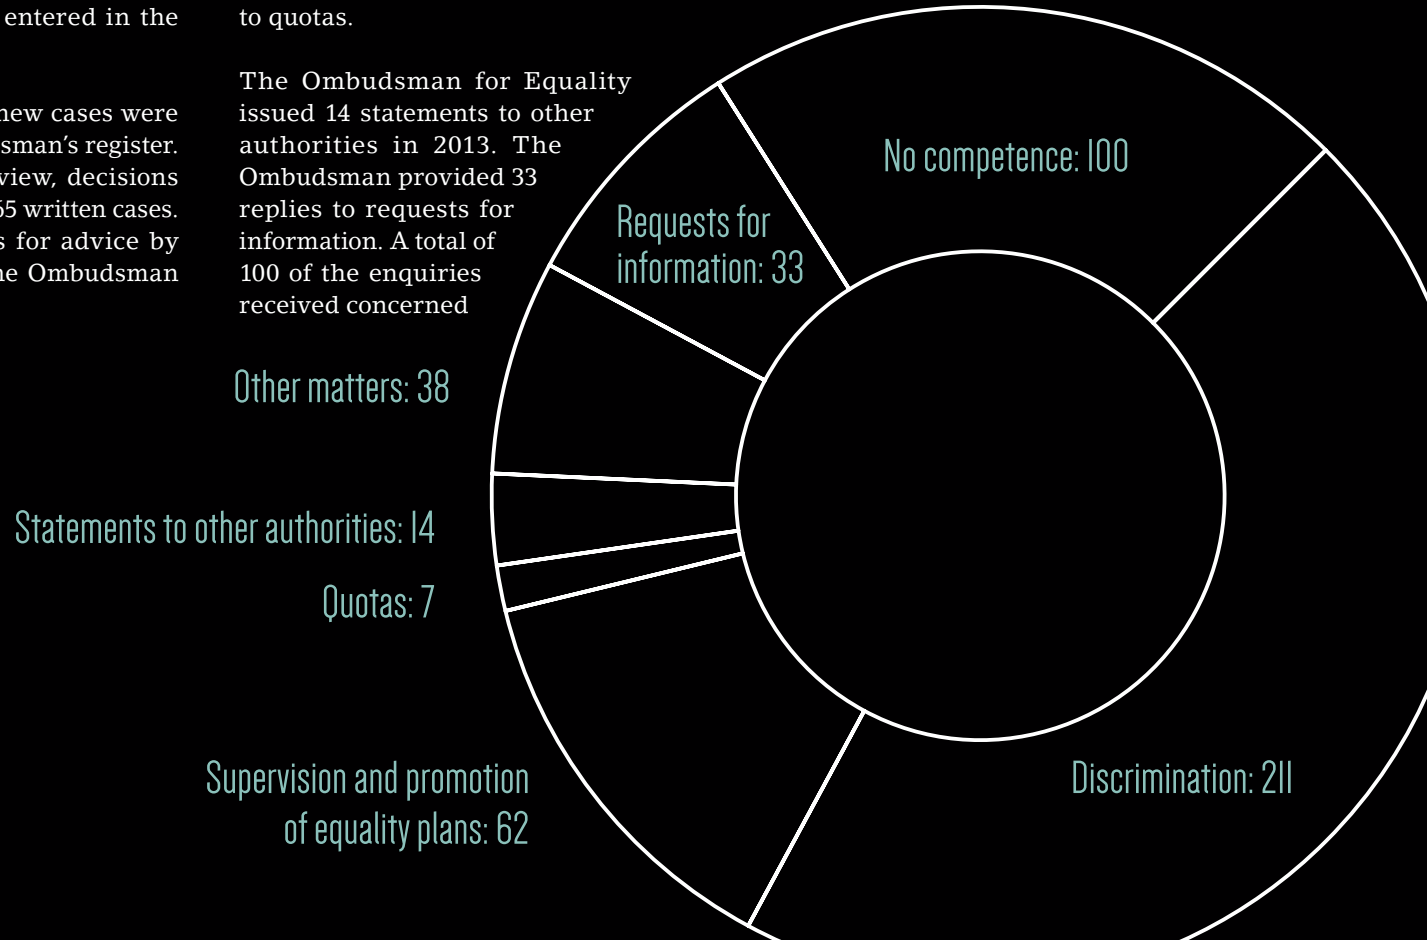 entered in the
new cases were
sman’s register.
view, decisions
65 written cases.
s for advice by
he Ombudsman
to quotas.
The Ombudsman for Equality
issued 14 statements to other
authorities in 2013. The
Ombudsman provided 33
replies to requests for
information. A total of
100 of the enquiries
received concerned
No competence: 100
Requests for
information: 33
Other matters: 38
Statements to other authorities: 14
Quotas: 7
Supervision and promotion
of equality plans: 62
Discrimination: 211